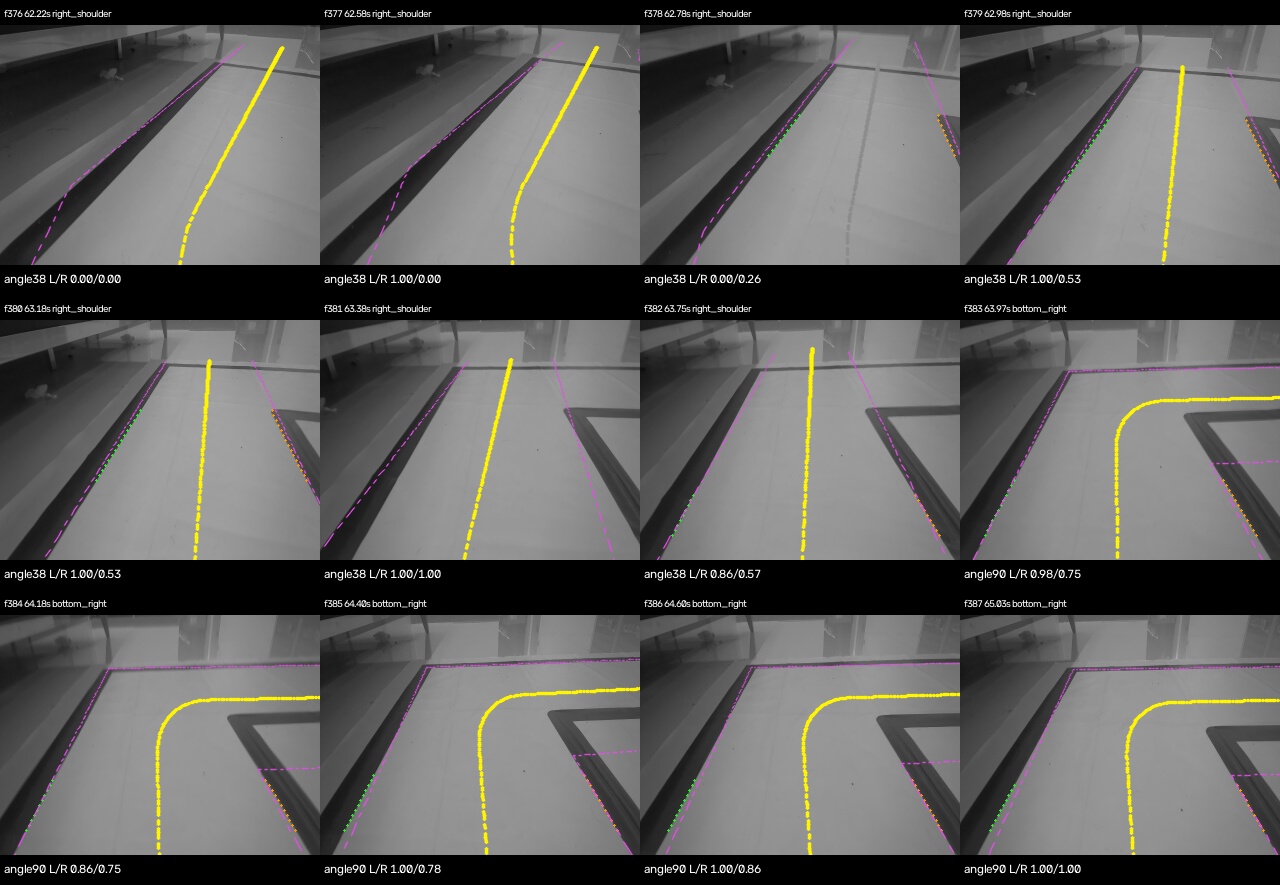 f376 62.22s right_shoulder
f377 62.58s right_shoulder
f378 62.78s right_shoulder
f379 62.98s right_shoulder
angle38 L/R 0.00/0.00
angle38 L/R 1.00/0.00
angle38 L/R 0.00/0.26
angle38 L/R 1.00/0.53
f380 63.18s right_shoulder
f381 63.38s right_shoulder
f382 63.75s right_shoulder
f383 63.97s bottom_right
angle38 L/R 1.00/0.53
angle38 L/R 1.00/1.00
angle38 L/R 0.86/0.57
angle90 L/R 0.98/0.75
f384 64.18s bottom_right
f385 64.40s bottom_right
f386 64.60s bottom_right
f387 65.03s bottom_right
angle90 L/R 0.86/0.75
angle90 L/R 1.00/0.78
angle90 L/R 1.00/0.86
angle90 L/R 1.00/1.00